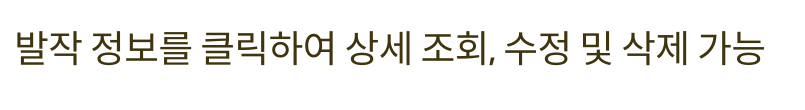 발작 정보를 클릭하여 상세 조회, 수정 및 삭제 가능